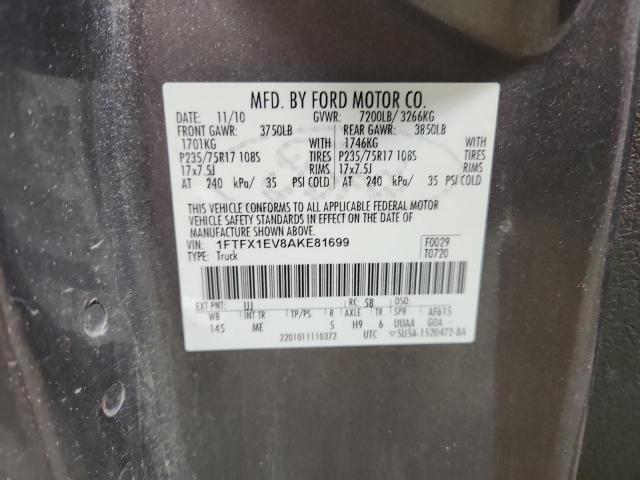 MFD. BY FORD MOTOR CO.
DATE: 11/10 GVWR: 7200LB/ 3266KG
FRONT GAWR: 3750LB REAR GAWR: 3850LB
1701KG WITH 1746KG WITH
P235/75R17 108S TIRES P235/75R17 108S TIRES
17x7.5J RIMS 17x7.5J RIMS
AT 240 kPa/ 35 PSI COLD AT 240 kPa/ 35 PSI COLD
THIS VEHICLE CONFORMS TO ALL APPLICABLE FEDERAL MOTOR
VEHICLE SAFETY STANDARDS IN EFFECT ON THE DATE OF
MANUFACTURE SHOWN ABOVE.
VIN: 1FTFX1EV8AKE81699 F0029
TYPE: Truck T0720
EXT PNT: UJ RC: 58 DSO:
WB INT TR TP/PS R AXLE TR SPR AF615
145 ME 5 H9 6 UUAA GOA
2201011110372 UTC ▽5U5A-1520472-BA